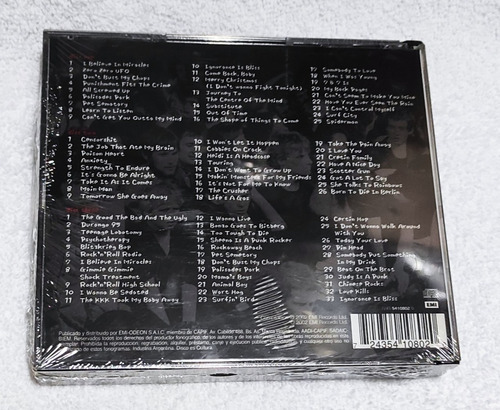 1 I Believe In Miracles
2 Zero Zero UFO
3 Don't Bust My Chops
4 Punishment Fits The Crime
5 All Screwed Up
6 Palisades Park
7 Pet Sematary
8 Learn To Listen
9 Can't Get You Outta My Mind
10 Ignorance Is Bliss
11 Come Back, Baby
12 Merry Christmas
(I Don't Want To Fight Tonight)
13 Journey To
The Centre Of The Mind
14 Substitute
15 Out Of Time
16 The Shape Of Things To Come
17 Somebody To Love
18 When I Was Young
19 7 & 7 Is
20 My Back Pages
21 Can't Seem To Make You Mine
22 Have You Ever Seen The Rain
23 I Can't Control Myself
24 Surf City
25 Spiderman
1 Censorshit
2 The Job That Ate My Brain
3 Poison Heart
4 Anxiety
5 Strength To Endure
6 It's Gonna Be Alright
7 Take It As It Comes
8 Main Man
9 Tomorrow She Goes Away
10 I Won't Let It Happen
11 Cabbies On Crack
12 Heidi Is A Headcase
13 Touring
14 I Don't Want To Grow Up
15 Makin' Monsters For My Friends
16 It's Not For Me To Know
17 The Crusher
18 Life's A Gas
19 Take The Pain Away
20 I Love You
21 Cretin Family
22 Have A Nice Day
23 Scattergun
24 Got Alot To Say
25 She Talks To Rainbows
26 Born To Die In Berlin
1 The Good The Bad And The Ugly
2 Durango 95
3 Teenage Lobotomy
4 Psychotherapy
5 Blitzkrieg Bop
6 Rock'n'Roll Radio
7 I Believe In Miracles
8 Gimmie Gimmie
Shock Treatment
9 Rock'n'Roll High School
10 I Wanna Be Sedated
11 The KKK Took My Baby Away
12 I Wanna Live
13 Bonzo Goes To Bitberg
14 Too Tough To Die
15 Sheena Is A Punk Rocker
16 Rockaway Beach
17 Pet Sematary
18 Don't Bust My Chops
19 Palisades Park
20 Mama's Boys
21 Animal Boy
22 Wart Hog
23 Surfin' Bird
24 Cretin Hop
25 I Don't Wanna Walk Around
With You
26 Today Your Love
27 Pin Head
28 Somebody Put Something
In My Drink
29 Beat On The Brat
30 Judy Is A Punk
31 Chinese Rocks
32 Love Kills
33 Ignorance Is Bliss
EMI
7 24354 10802